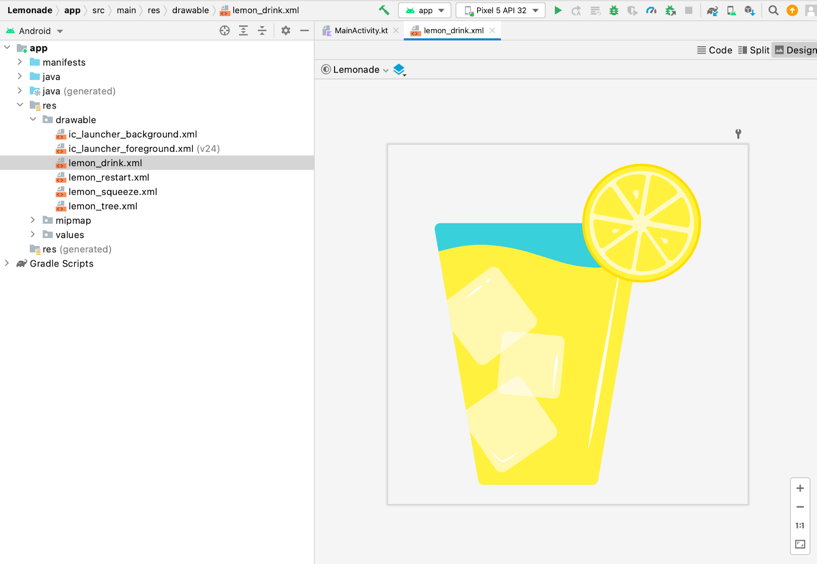 Lemonade app src main res drawable lemon_drink.xml app Pixel 5 API 32
Android MainActivity.kt lemon_drink.xml
Code Split Design
app
manifests
java
java (generated)
res
drawable
ic_launcher_background.xml
ic_launcher_foreground.xml (v24)
lemon_drink.xml
lemon_restart.xml
lemon_squeeze.xml
lemon_tree.xml
mipmap
values
res (generated)
Gradle Scripts
Lemonade
1:1